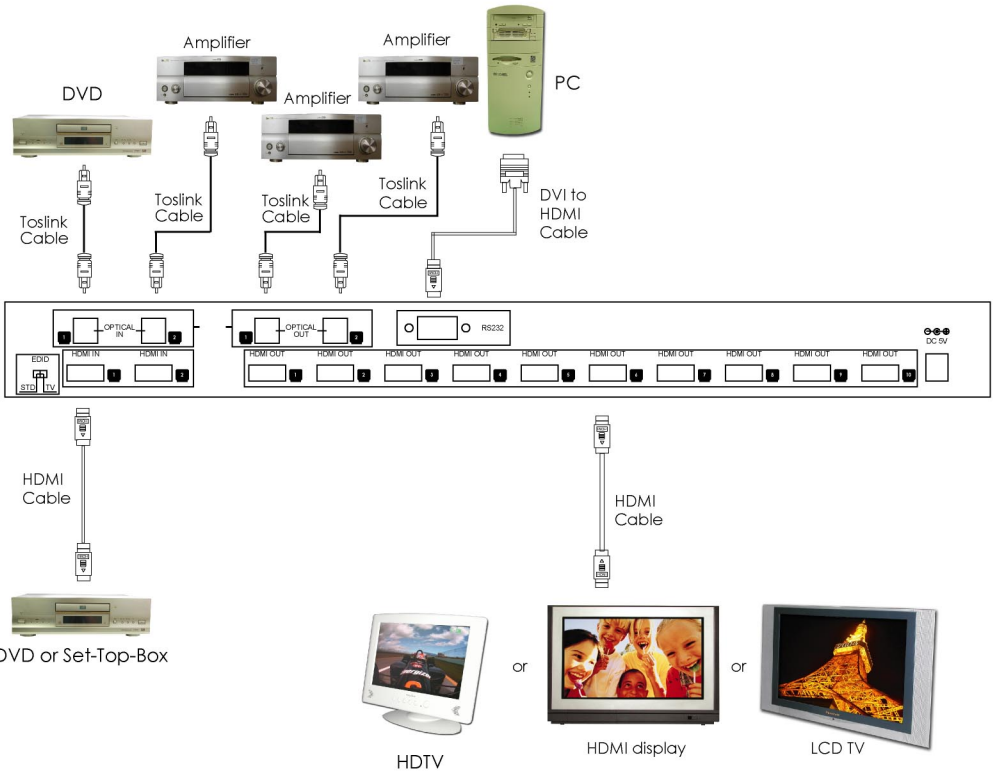 Amplifier
Amplifier
PC
DVD
Amplifier
Toslink
Cable
Toslink
Cable
Toslink
Cable
Toslink
Cable
DVI to
HDMI
Cable
1
OPTICAL
IN
2
1
OPTICAL
OUT
2
RS232
DC 5V
EDID
STD
TV
HDMI IN
1
HDMI IN
2
HDMI OUT
1
HDMI OUT
2
HDMI OUT
3
HDMI OUT
4
HDMI OUT
5
HDMI OUT
6
HDMI OUT
7
HDMI OUT
8
HDMI OUT
9
HDMI OUT
10
HDMI
Cable
HDMI
Cable
DVD or Set-Top-Box
HDTV
or
HDMI display
or
LCD TV